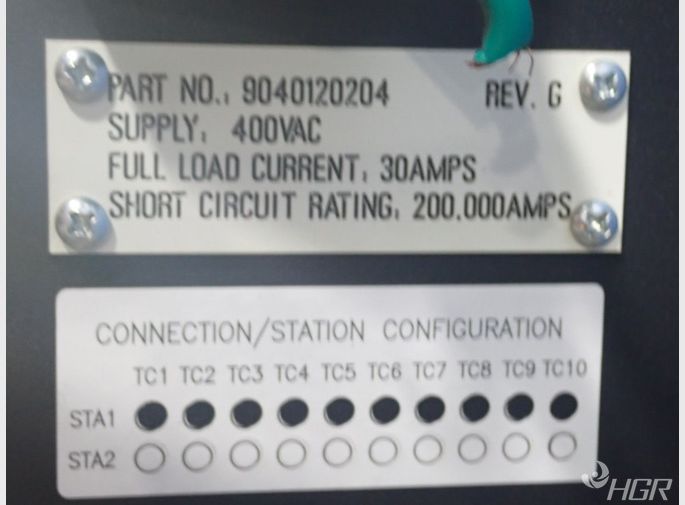 PART NO.: 9040120204 REV. G
SUPPLY: 400VAC
FULL LOAD CURRENT: 30AMPS
SHORT CIRCUIT RATING: 200,000AMPS
CONNECTION/STATION CONFIGURATION
TC1 TC2 TC3 TC4 TC5 TC6 TC7 TC8 TC9 TC10
STA1
STA2
HGR